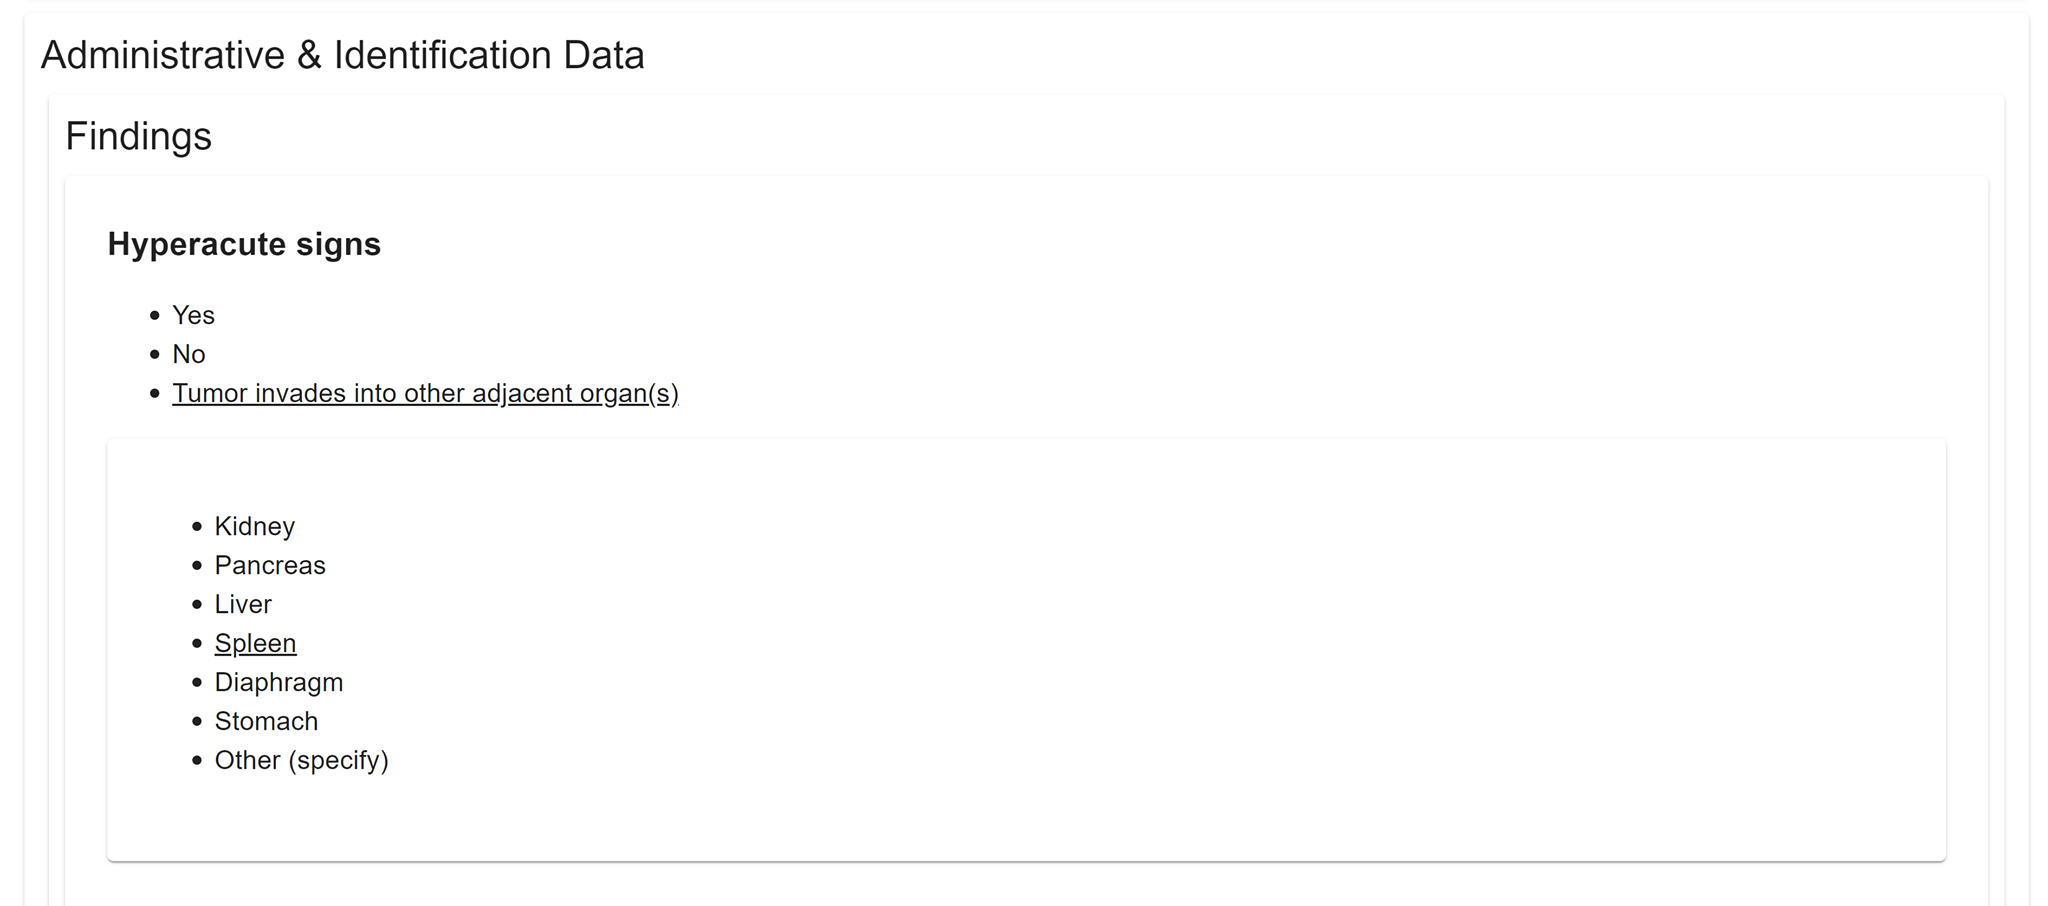 Administrative & Identification Data
Findings
Hyperacute signs
Yes
No
Tumor invades into other adjacent organ(s)
Kidney
Pancreas
Liver
Spleen
Diaphragm
Stomach
Other (specify)